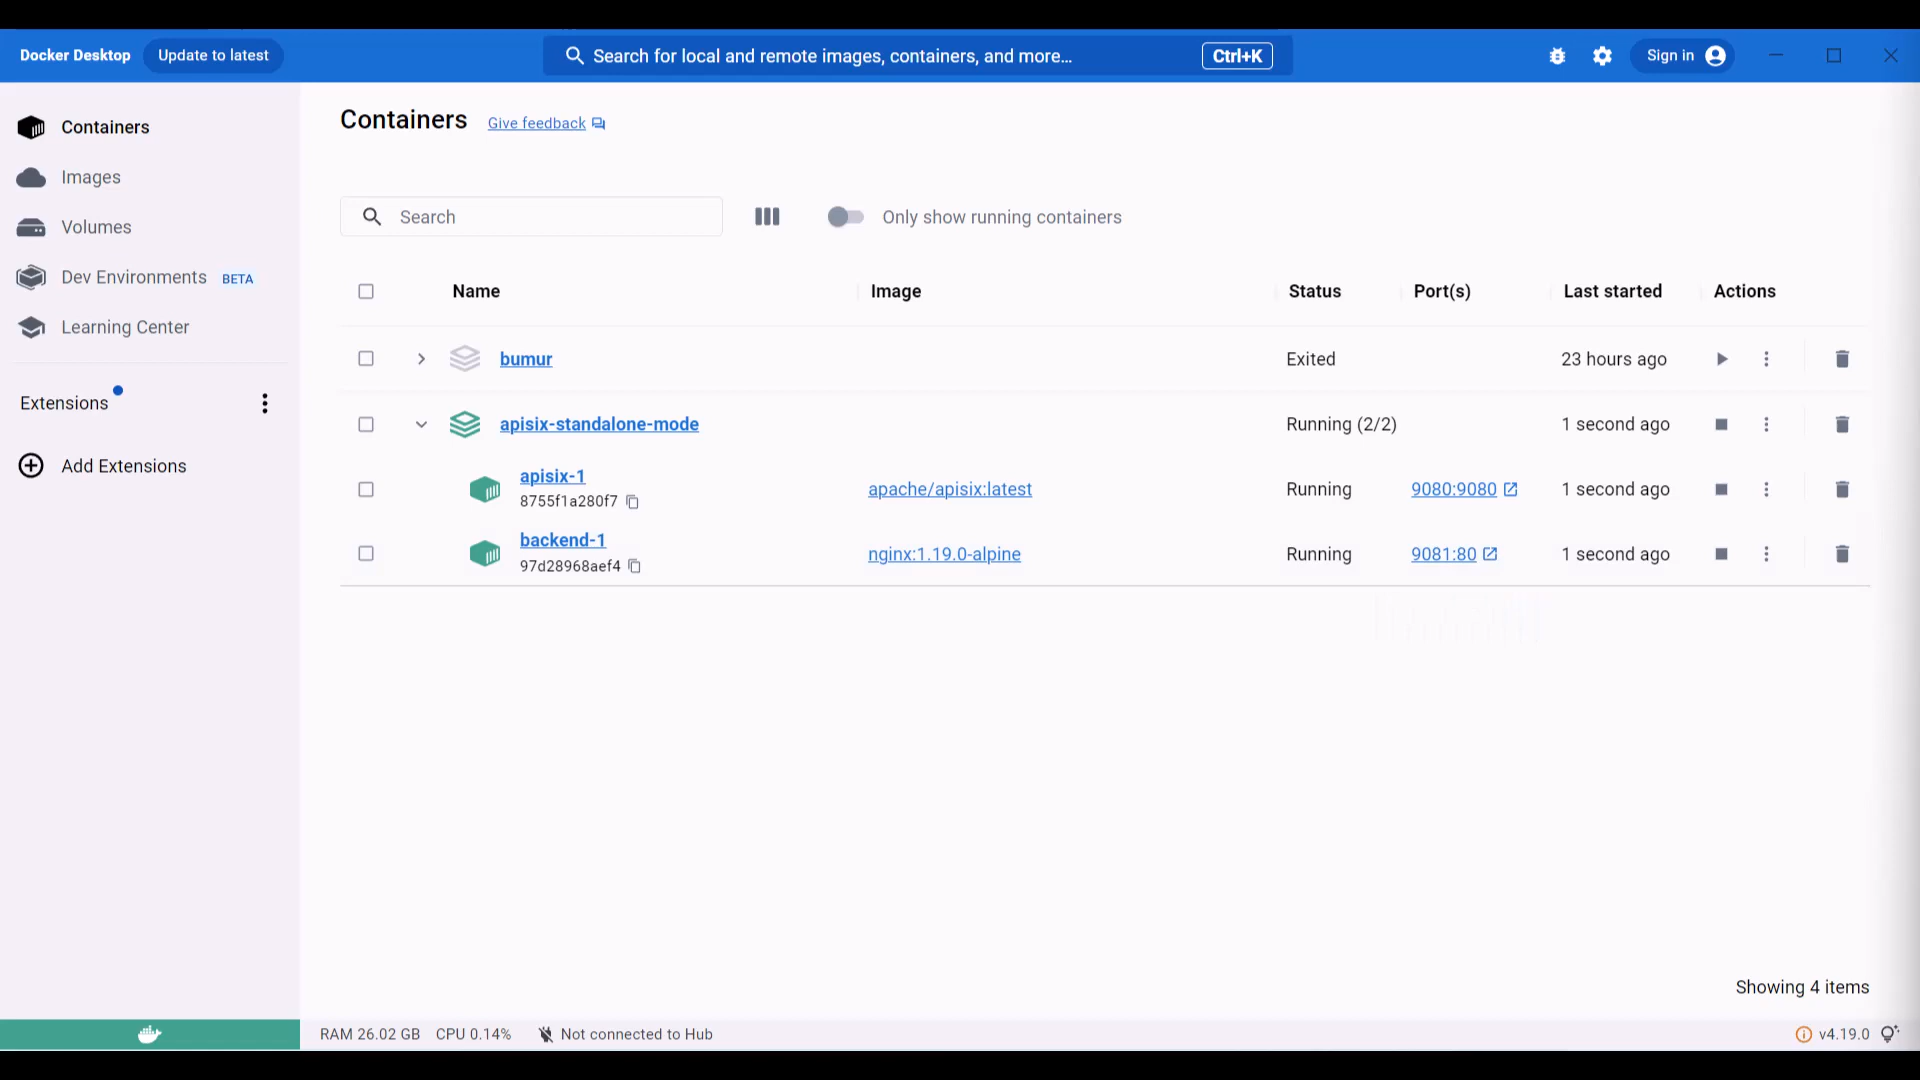 Docker Desktop Update to latest Search for local and remote images, containers, and more... Ctrl+K Sign in
Containers
Images
Volumes
Dev Environments BETA
Learning Center
Extensions
Add Extensions
Containers Give feedback
Search Only show running containers
Name Image Status Port(s) Last started Actions
bumur Exited 23 hours ago
apisix-standalone-mode Running (2/2) 1 second ago
apisix-1
8755f1a280f7
apache/apisix:latest Running 9080:9080 1 second ago
backend-1
97d28968aef4
nginx:1.19.0-alpine Running 9081:80 1 second ago
Showing 4 items
RAM 26.02 GB CPU 0.14% Not connected to Hub v4.19.0